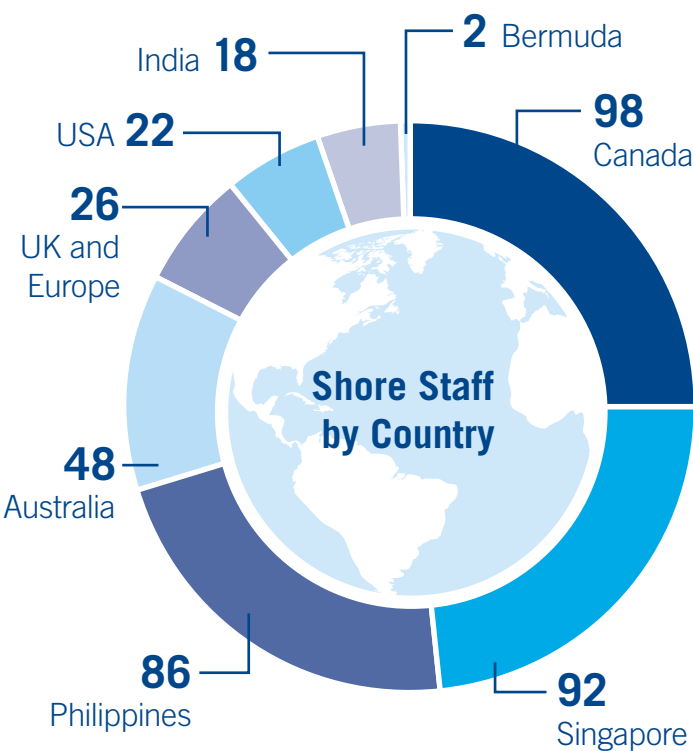 2 Bermuda
India 18
98
Canada
USA 22
26
UK and
Europe
Shore Staff
by Country
48
Australia
86
Philippines
92
Singapore